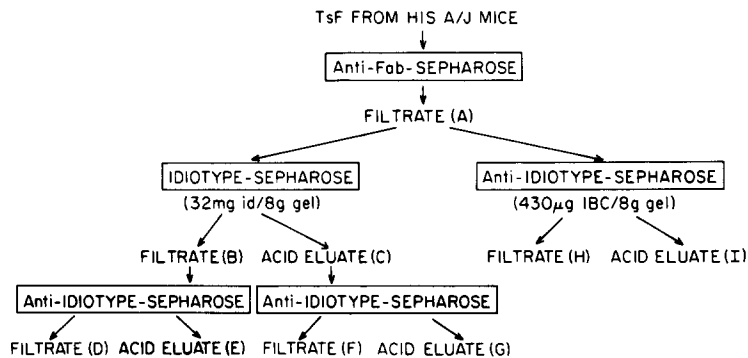 TsF FROM HIS A/J MICE
Anti-Fab-SEPHAROSE
FILTRATE (A)
IDIOTYPE-SEPHAROSE
(32mg id/8g gel)
Anti-IDIOTYPE-SEPHAROSE
(430µg IBC/8g gel)
FILTRATE (B)
ACID ELUATE (C)
FILTRATE (H)
ACID ELUATE (I)
Anti-IDIOTYPE-SEPHAROSE
Anti-IDIOTYPE-SEPHAROSE
FILTRATE (D)
ACID ELUATE (E)
FILTRATE (F)
ACID ELUATE (G)